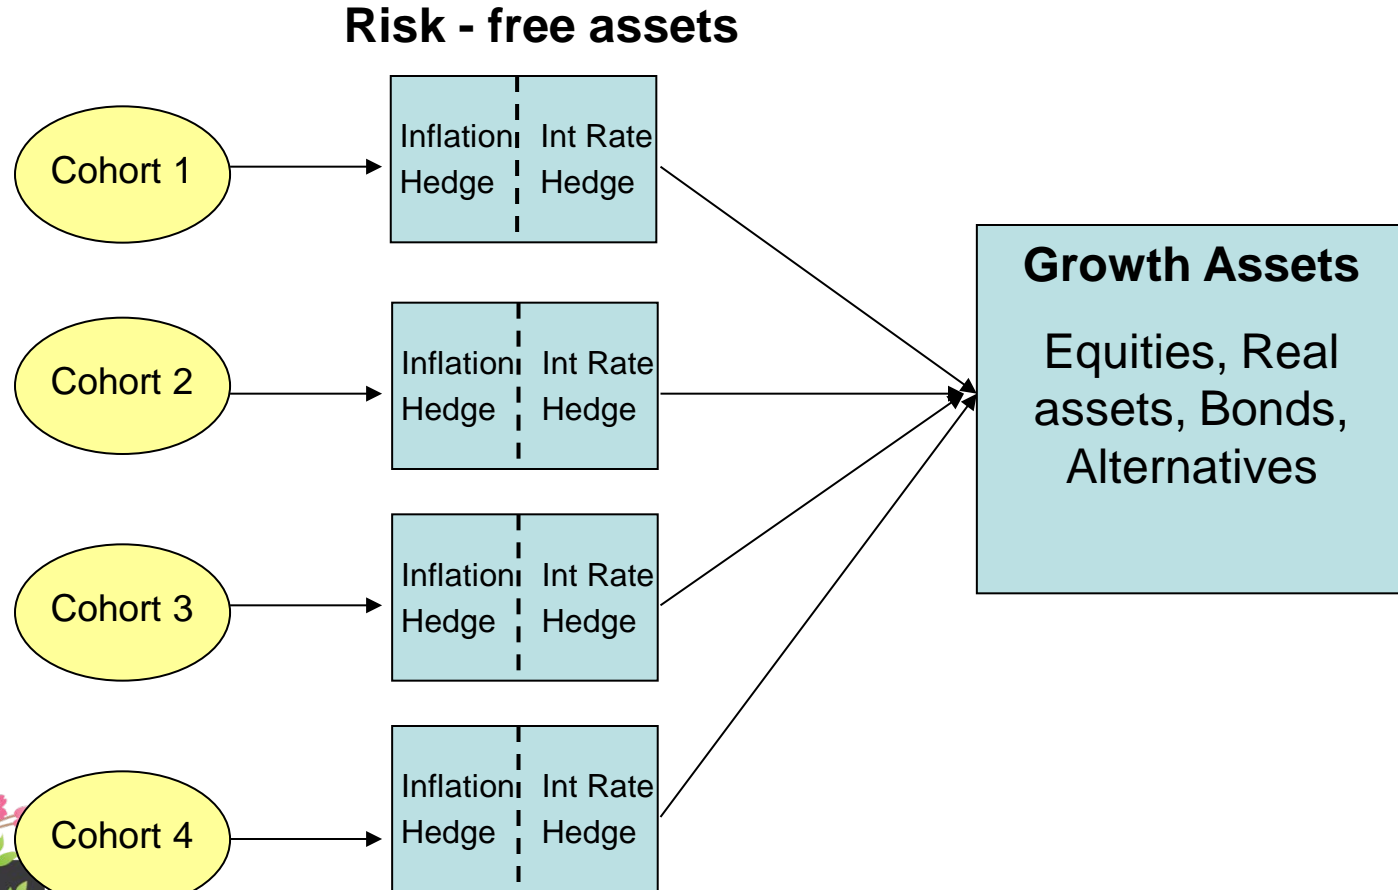 Risk - free assets
Cohort 1
Inflation
Hedge
Int Rate
Hedge
Cohort 2
Inflation
Hedge
Int Rate
Hedge
Cohort 3
Inflation
Hedge
Int Rate
Hedge
Cohort 4
Inflation
Hedge
Int Rate
Hedge
Growth Assets
Equities, Real
assets, Bonds,
Alternatives